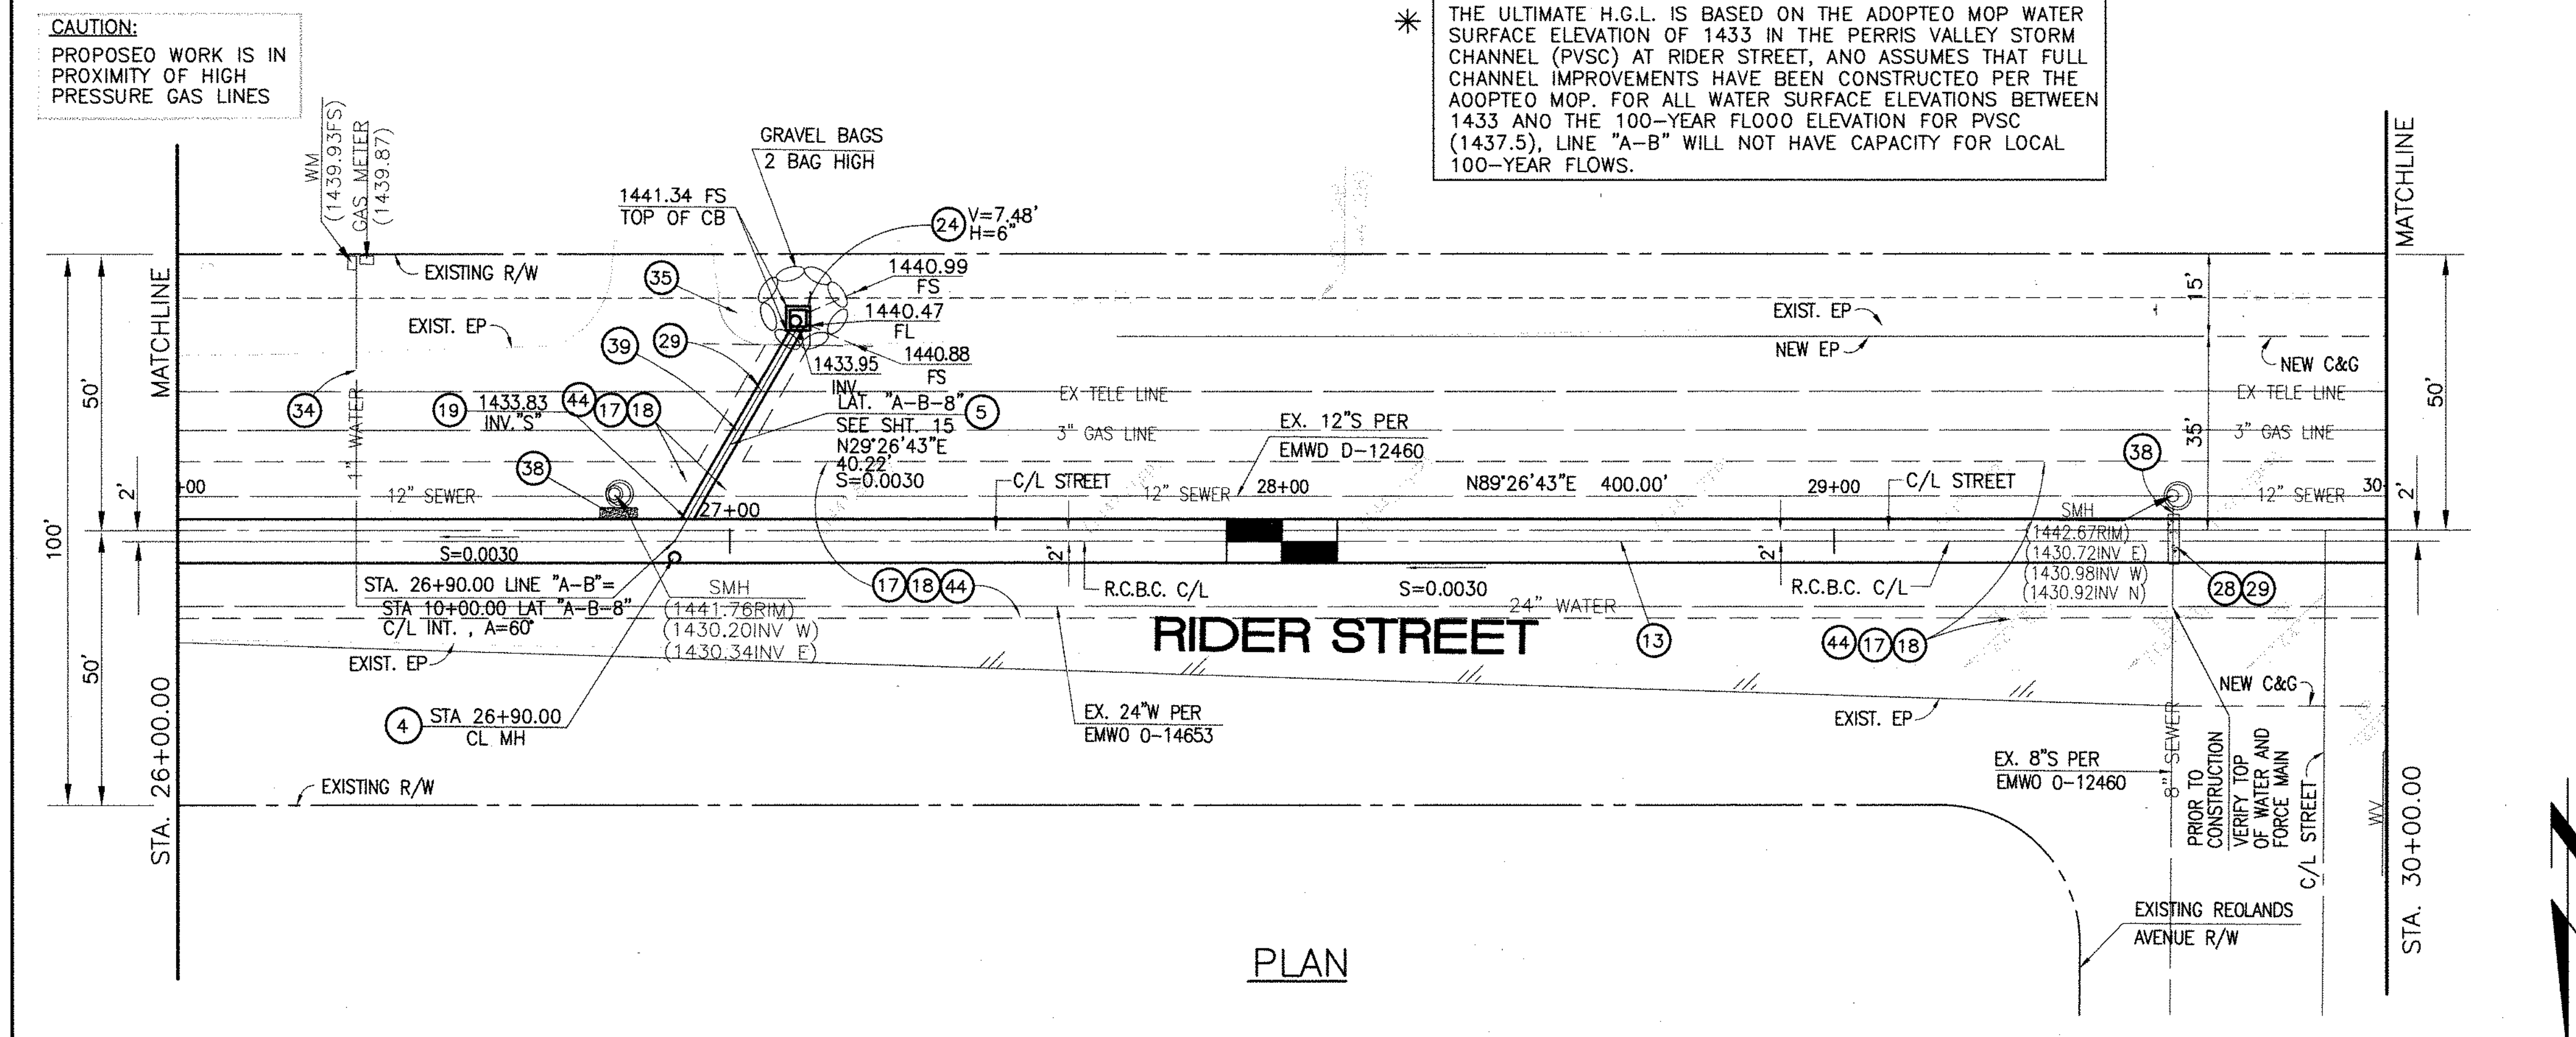 CAUTION:
PROPOSEO WORK IS IN
PROXIMITY OF HIGH
PRESSURE GAS LINES
WM
(1439.93FS)
GAS METER
(1439.87)
GRAVEL BAGS
2 BAG HIGH
1441.34 FS
TOP OF CB
24
V=7.48'
H=6"
✳
THE ULTIMATE H.G.L. IS BASED ON THE ADOPTEO MOP WATER
SURFACE ELEVATION OF 1433 IN THE PERRIS VALLEY STORM
CHANNEL (PVSC) AT RIDER STREET, ANO ASSUMES THAT FULL
CHANNEL IMPROVEMENTS HAVE BEEN CONSTRUCTEO PER THE
AOOPTEO MOP. FOR ALL WATER SURFACE ELEVATIONS BETWEEN
1433 ANO THE 100-YEAR FLOOO ELEVATION FOR PVSC
(1437.5), LINE "A-B" WILL NOT HAVE CAPACITY FOR LOCAL
100-YEAR FLOWS.
MATCHLINE
MATCHLINE
EXISTING R/W
35
1440.99
FS
1440.47
FL
1440.88
FS
EXIST. EP
39
29
1433.95
INV.
LAT. "A-B-8"
5
SEE SHT. 15
N29°26'43"E
40.22'
S=0.0030
EXIST. EP
NEW EP
15'
NEW C&G
50'
50'
34
1" WATER
19
1433.83
INV."S"
44
17
18
EX TELE LINE
3" GAS LINE
EX. 12"S PER
EMWD D-12460
EX TELE LINE
3" GAS LINE
35'
38
38
2'
100'
+00
12" SEWER
27+00
C/L STREET
12" SEWER
28+00
N89°26'43"E 400.00'
29+00
C/L STREET
12" SEWER
30
2'
SMH
(1442.67RIM)
(1430.72INV E)
(1430.98INV W)
(1430.92INV N)
S=0.0030
2'
2'
STA. 26+90.00 LINE "A-B"=
STA 10+00.00 LAT "A-B-8"
C/L INT. , A=60°
SMH
(1441.76RIM)
(1430.20INV W)
(1430.34INV E)
17
18
44
R.C.B.C. C/L
S=0.0030
R.C.B.C. C/L
28
29
24" WATER
RIDER STREET
13
44
17
18
50'
EXIST. EP
4
STA 26+90.00
CL MH
EX. 24"W PER
EMWO 0-14653
EXIST. EP
NEW C&G
EX. 8"S PER
EMWO 0-12460
8" SEWER
PRIOR TO
CONSTRUCTION
VERIFY TOP
OF WATER AND
FORCE MAIN
C/L STREET
WV
EXISTING R/W
STA. 26+00.00
STA. 30+00.00
EXISTING REOLANDS
AVENUE R/W
PLAN